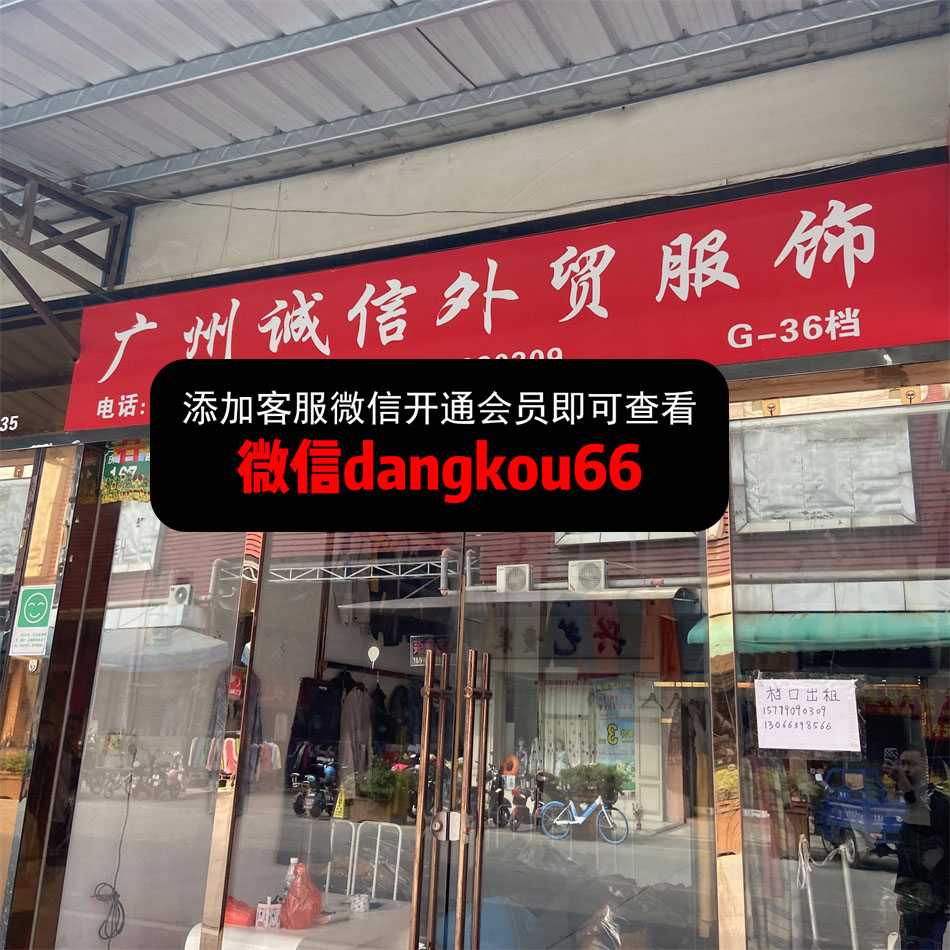 广州诚信外贸服饰
G-36档
电话:
35
添加客服微信开通会员即可查看
微信dangkou66
167
档口出租
15779090309
13066398566